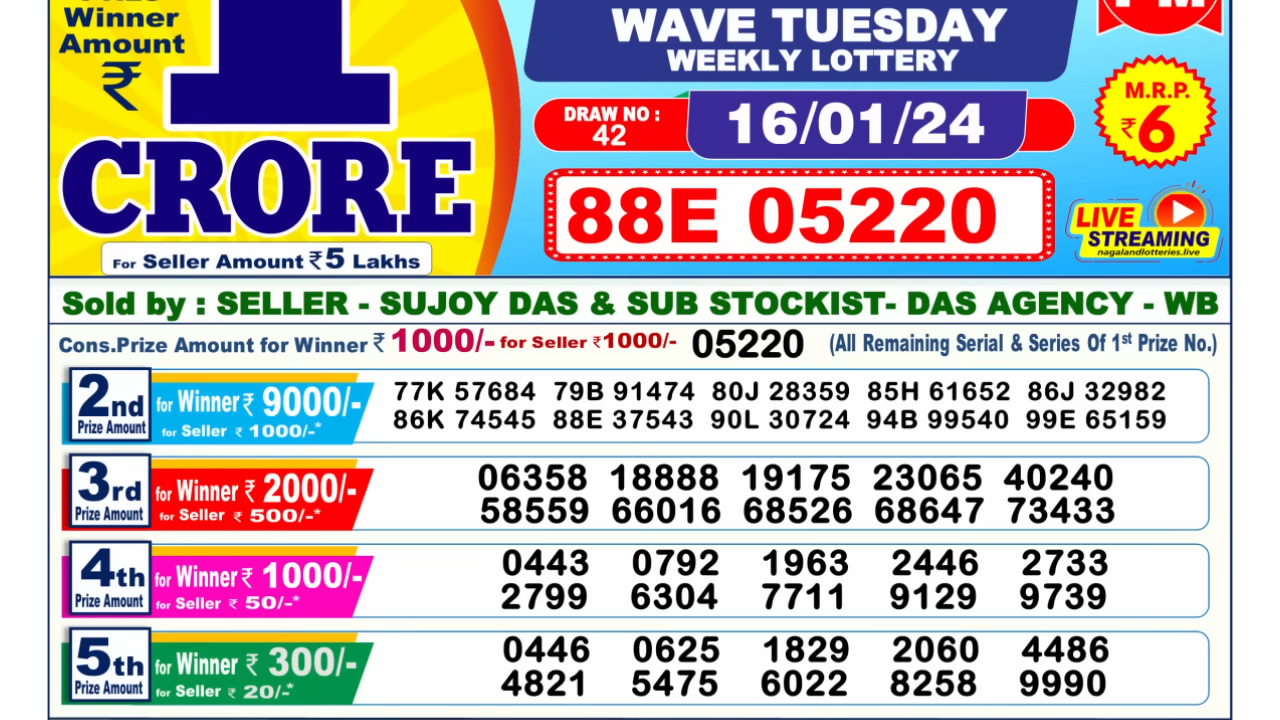 Winner
Amount
₹
1
CRORE
For Seller Amount ₹5 Lakhs
WAVE TUESDAY
WEEKLY LOTTERY
DRAW NO :
42
16/01/24
88E 05220
PM
M.R.P.
₹6
LIVE
STREAMING
nagalandlotteries.live
Sold by : SELLER - SUJOY DAS & SUB STOCKIST- DAS AGENCY - WB
Cons.Prize Amount for Winner ₹ 1000/- for Seller ₹1000/- 05220 (All Remaining Serial & Series Of 1st Prize No.)
2nd
Prize Amount
for Winner ₹ 9000/-
for Seller ₹ 1000/-*
77K 57684 79B 91474 80J 28359 85H 61652 86J 32982
86K 74545 88E 37543 90L 30724 94B 99540 99E 65159
3rd
Prize Amount
for Winner ₹ 2000/-
for Seller ₹ 500/-*
06358 18888 19175 23065 40240
58559 66016 68526 68647 73433
4th
Prize Amount
for Winner ₹ 1000/-
for Seller ₹ 50/-*
0443 0792 1963 2446 2733
2799 6304 7711 9129 9739
5th
Prize Amount
for Winner ₹ 300/-
for Seller ₹ 20/-*
0446 0625 1829 2060 4486
4821 5475 6022 8258 9990